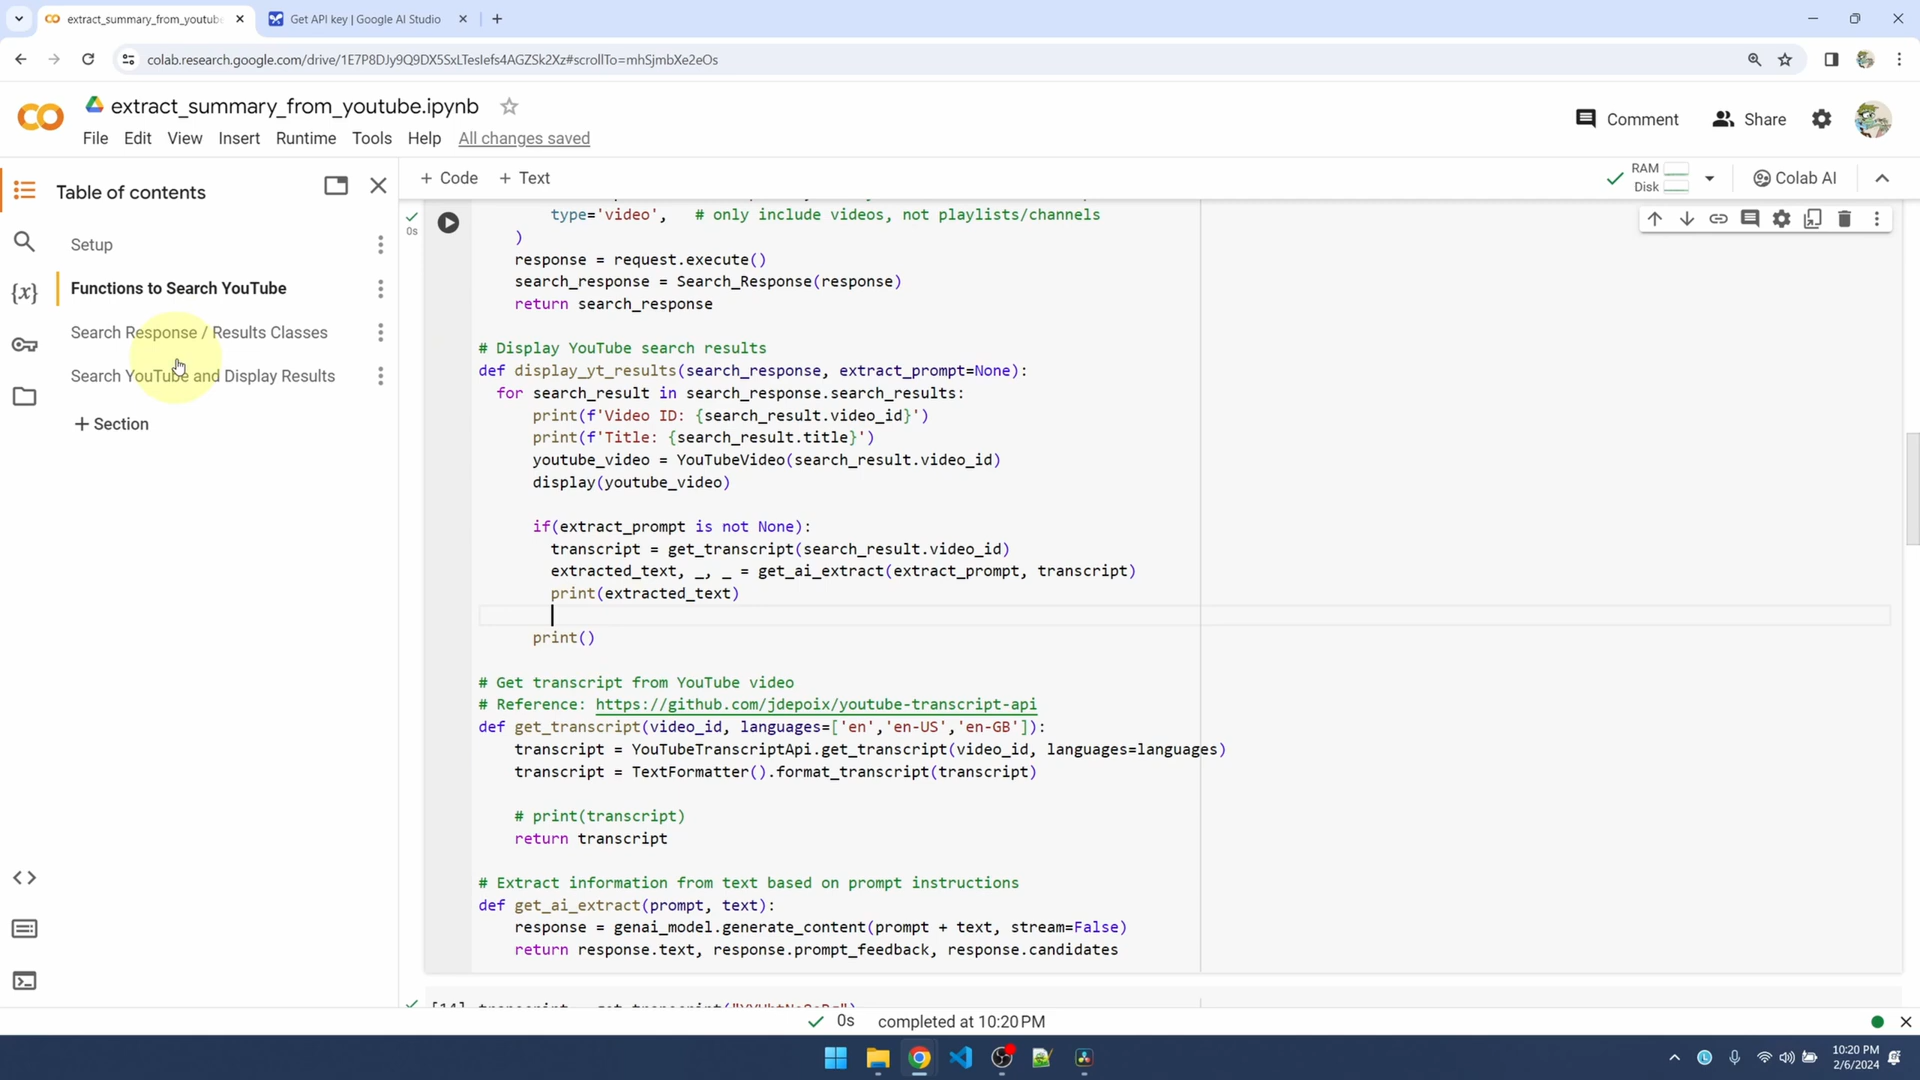 extract_summary_from_youtube
Get API key | Google AI Studio
colab.research.google.com/drive/1E7P8DJy9Q9DX5SxLTesIefs4AGZSk2Xz#scrollTo=mhSjmbXe2eOs
extract_summary_from_youtube.ipynb
Comment
Share
File Edit View Insert Runtime Tools Help All changes saved
Table of contents
+ Code + Text
RAM
Disk
Colab AI
Setup
Functions to Search YouTube
Search Response / Results Classes
Search YouTube and Display Results
+ Section
{x}
0s
type='video',   # only include videos, not playlists/channels
)
response = request.execute()
search_response = Search_Response(response)
return search_response
# Display YouTube search results
def display_yt_results(search_response, extract_prompt=None):
for search_result in search_response.search_results:
print(f'Video ID: {search_result.video_id}')
print(f'Title: {search_result.title}')
youtube_video = YouTubeVideo(search_result.video_id)
display(youtube_video)
if(extract_prompt is not None):
transcript = get_transcript(search_result.video_id)
extracted_text, _, _ = get_ai_extract(extract_prompt, transcript)
print(extracted_text)
print()
# Get transcript from YouTube video
# Reference: https://github.com/jdepoix/youtube-transcript-api
def get_transcript(video_id, languages=['en','en-US','en-GB']):
transcript = YouTubeTranscriptApi.get_transcript(video_id, languages=languages)
transcript = TextFormatter().format_transcript(transcript)
# print(transcript)
return transcript
# Extract information from text based on prompt instructions
def get_ai_extract(prompt, text):
response = genai_model.generate_content(prompt + text, stream=False)
return response.text, response.prompt_feedback, response.candidates
0s completed at 10:20 PM
10:20 PM
2/6/2024